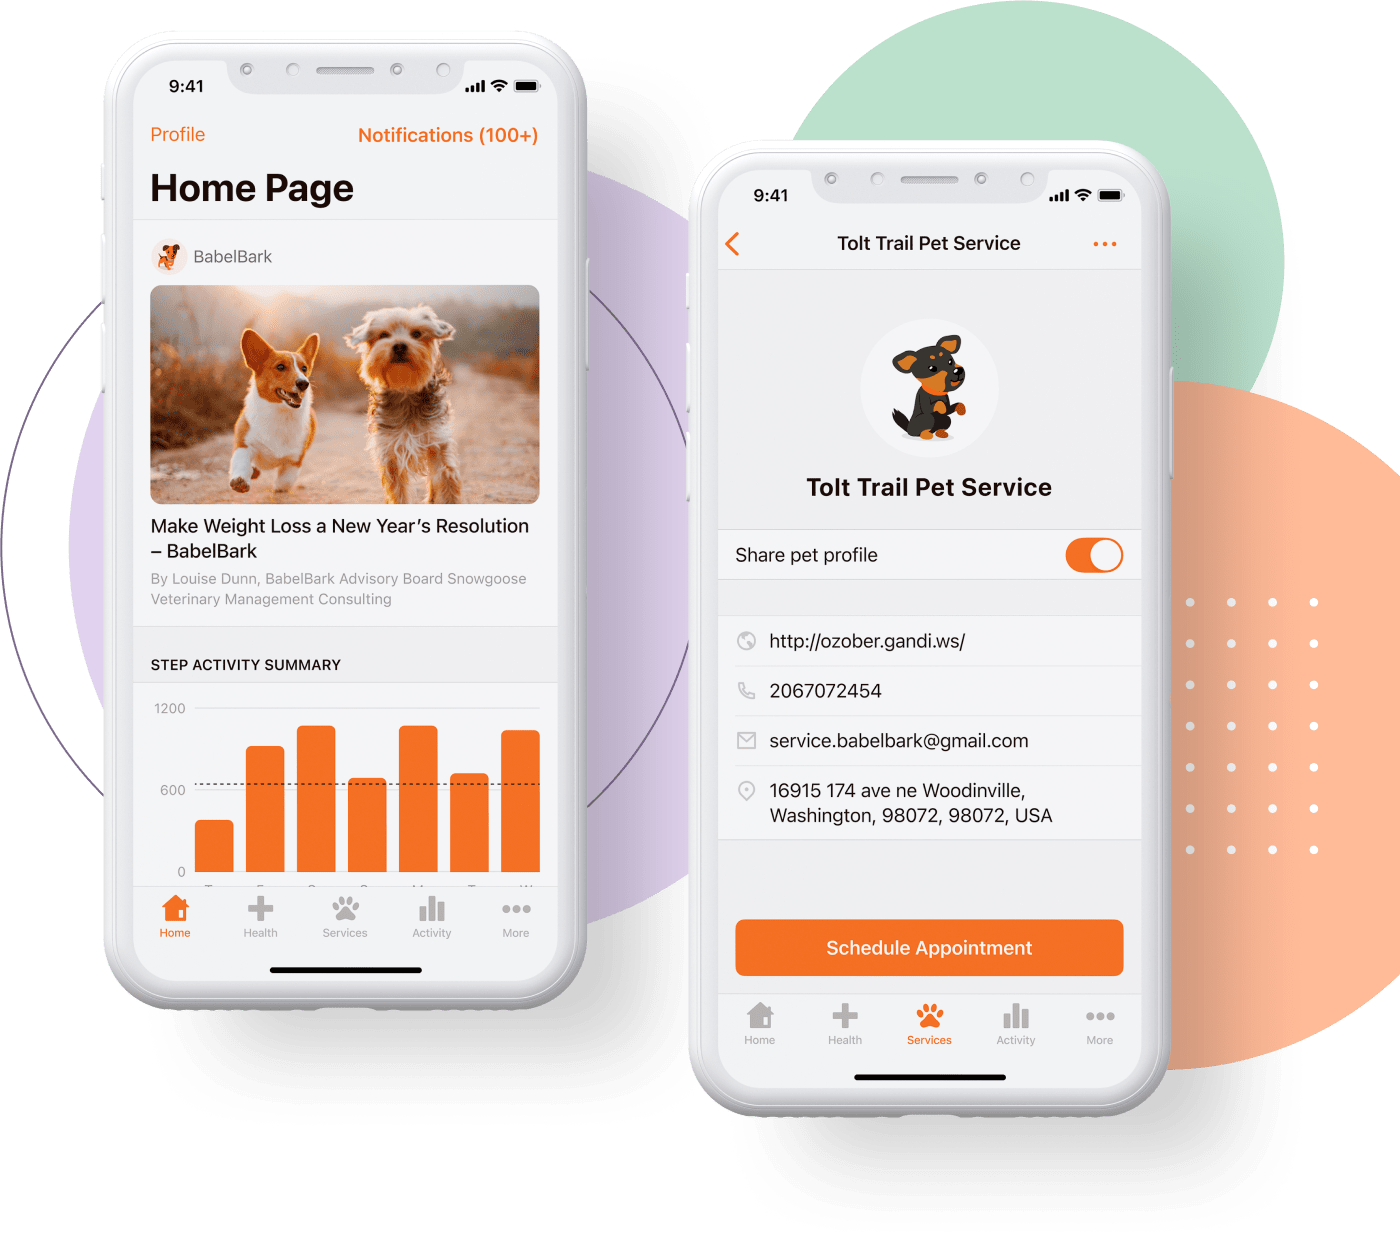 9:41
Profile
Notifications (100+)
Home Page
BabelBark
Make Weight Loss a New Year’s Resolution
– BabelBark
By Louise Dunn, BabelBark Advisory Board Snowgoose
Veterinary Management Consulting
STEP ACTIVITY SUMMARY
1200
600
0
Home
Health
Services
Activity
More
9:41
Tolt Trail Pet Service
Tolt Trail Pet Service
Share pet profile
http://ozober.gandi.ws/
2067072454
service.babelbark@gmail.com
16915 174 ave ne Woodinville,
Washington, 98072, 98072, USA
Schedule Appointment
Home
Health
Services
Activity
More